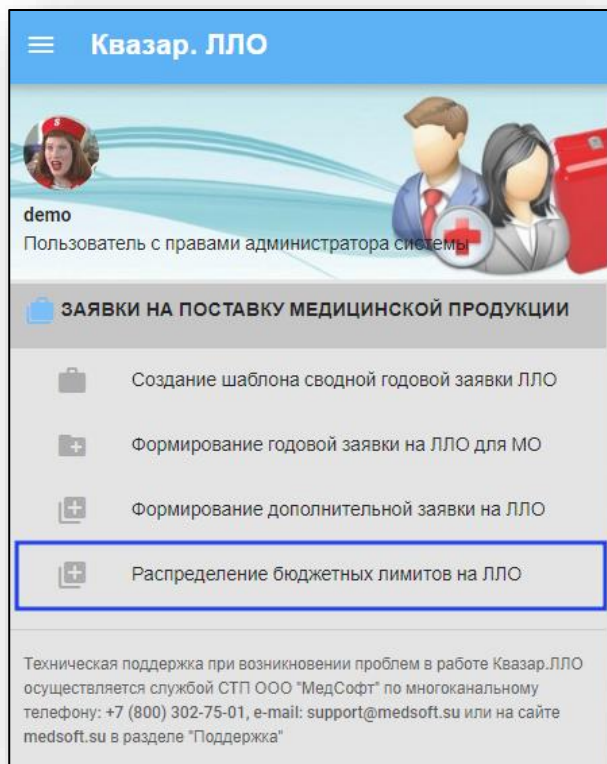 Квазар. ЛЛО
demo
Пользователь с правами администратора системы
ЗАЯВКИ НА ПОСТАВКУ МЕДИЦИНСКОЙ ПРОДУКЦИИ
Создание шаблона сводной годовой заявки ЛЛО
Формирование годовой заявки на ЛЛО для МО
Формирование дополнительной заявки на ЛЛО
Распределение бюджетных лимитов на ЛЛО
Техническая поддержка при возникновении проблем в работе Квазар.ЛЛО
осуществляется службой СТП ООО "МедСофт" по многоканальному
телефону: +7 (800) 302-75-01, e-mail: support@medsoft.su или на сайте
medsoft.su в разделе "Поддержка"